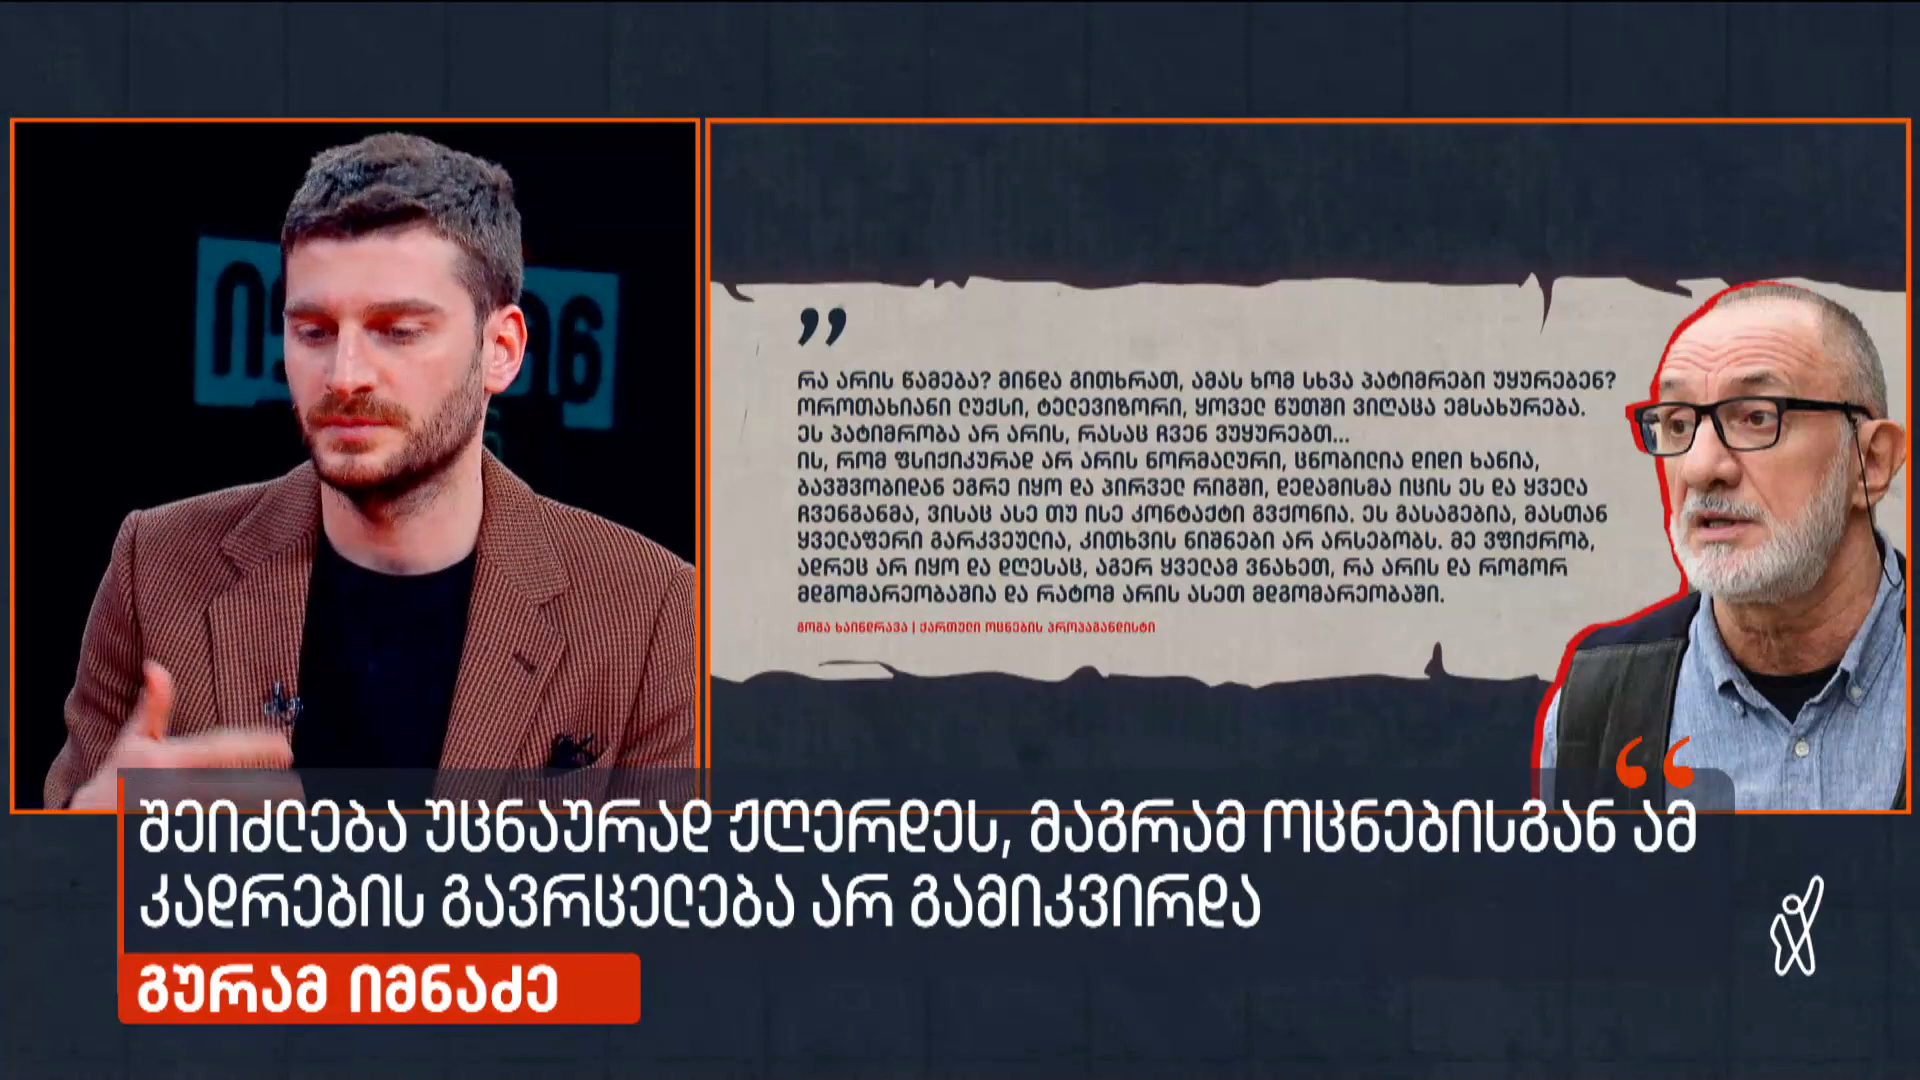 რა არის წამება? მინდა გითხრათ, ამას ხომ სხვა პატიმრები უყურებენ?
ოროთახიანი ლუქსი, ტელევიზორი, ყოველ წუთში ვიღაცა ემსახურება.
ეს პატიმრობა არ არის, რასაც ჩვენ ვუყურებთ...
ის, რომ ფსიქიკურად არ არის ნორმალური, ცნობილია დიდი ხანია,
ბავშვობიდან ეგრე იყო და პირველ რიგში, დედამისმა იცის ეს და ყველა
ჩვენგანმა, ვისაც ასე თუ ისე კონტაქტი გვქონია. ეს გასაგებია, მასთან
ყველაფერი გარკვეულია, კითხვის ნიშნები არ არსებობს. მე ვფიქრობ,
ადრეც არ იყო და დღესაც, აგერ ყველამ ვნახეთ, რა არის და როგორ
მდგომარეობაშია და რატომ არის ასეთ მდგომარეობაში.
გოგა ხაინდრავა | ქართული ოცნების პროპაგანდისტი
შეიძლება უცნაურად ჟღერდეს, მაგრამ ოცნებისგან ამ
კადრების გავრცელება არ გამიკვირდა
გურამ იმნაძე